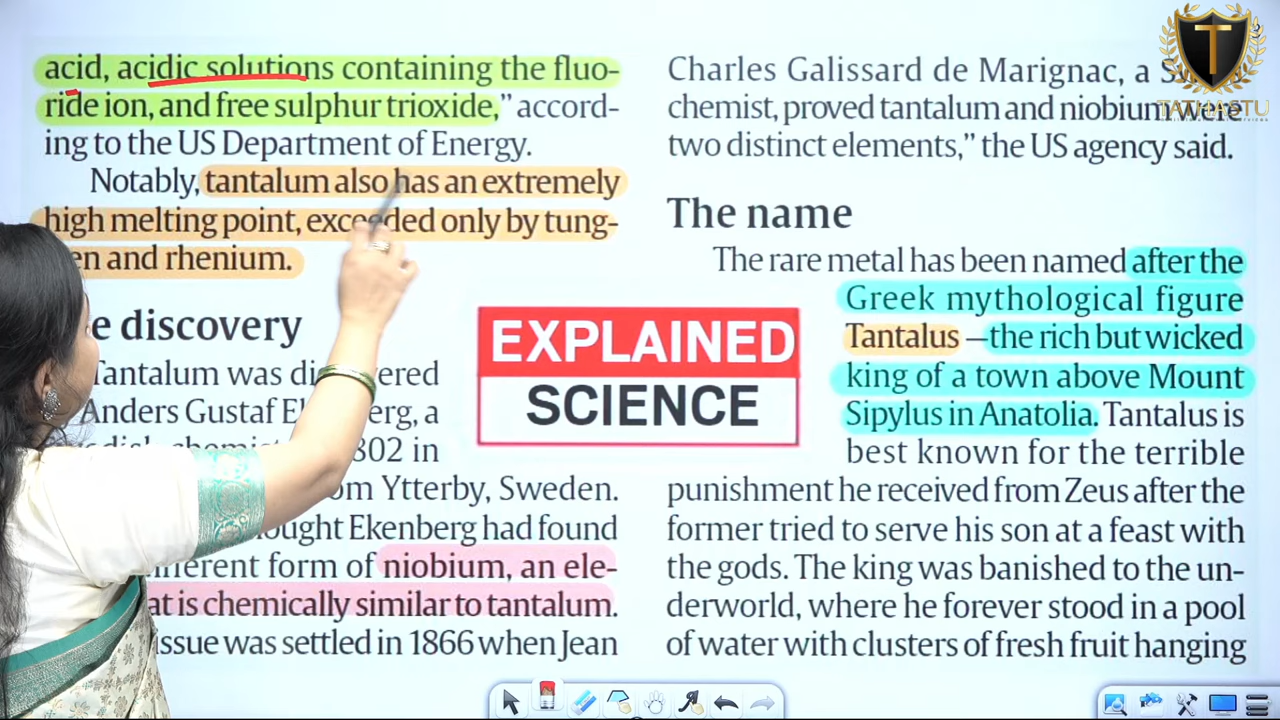 acid, acidic solutions containing the fluo-
ride ion, and free sulphur trioxide,” accord-
ing to the US Department of Energy.
Notably, tantalum also has an extremely
high melting point, exceeded only by tung-
en and rhenium.
e discovery
Tantalum was discovered
Anders Gustaf Ekenberg, a
802 in
om Ytterby, Sweden.
ought Ekenberg had found
ifferent form of niobium, an ele-
at is chemically similar to tantalum.
issue was settled in 1866 when Jean
EXPLAINED
SCIENCE
Charles Galissard de Marignac, a
chemist, proved tantalum and niobium were
two distinct elements,” the US agency said.
The name
The rare metal has been named after the
Greek mythological figure
Tantalus —the rich but wicked
king of a town above Mount
Sipylus in Anatolia. Tantalus is
best known for the terrible
punishment he received from Zeus after the
former tried to serve his son at a feast with
the gods. The king was banished to the un-
derworld, where he forever stood in a pool
of water with clusters of fresh fruit hanging
T
TATHASTU